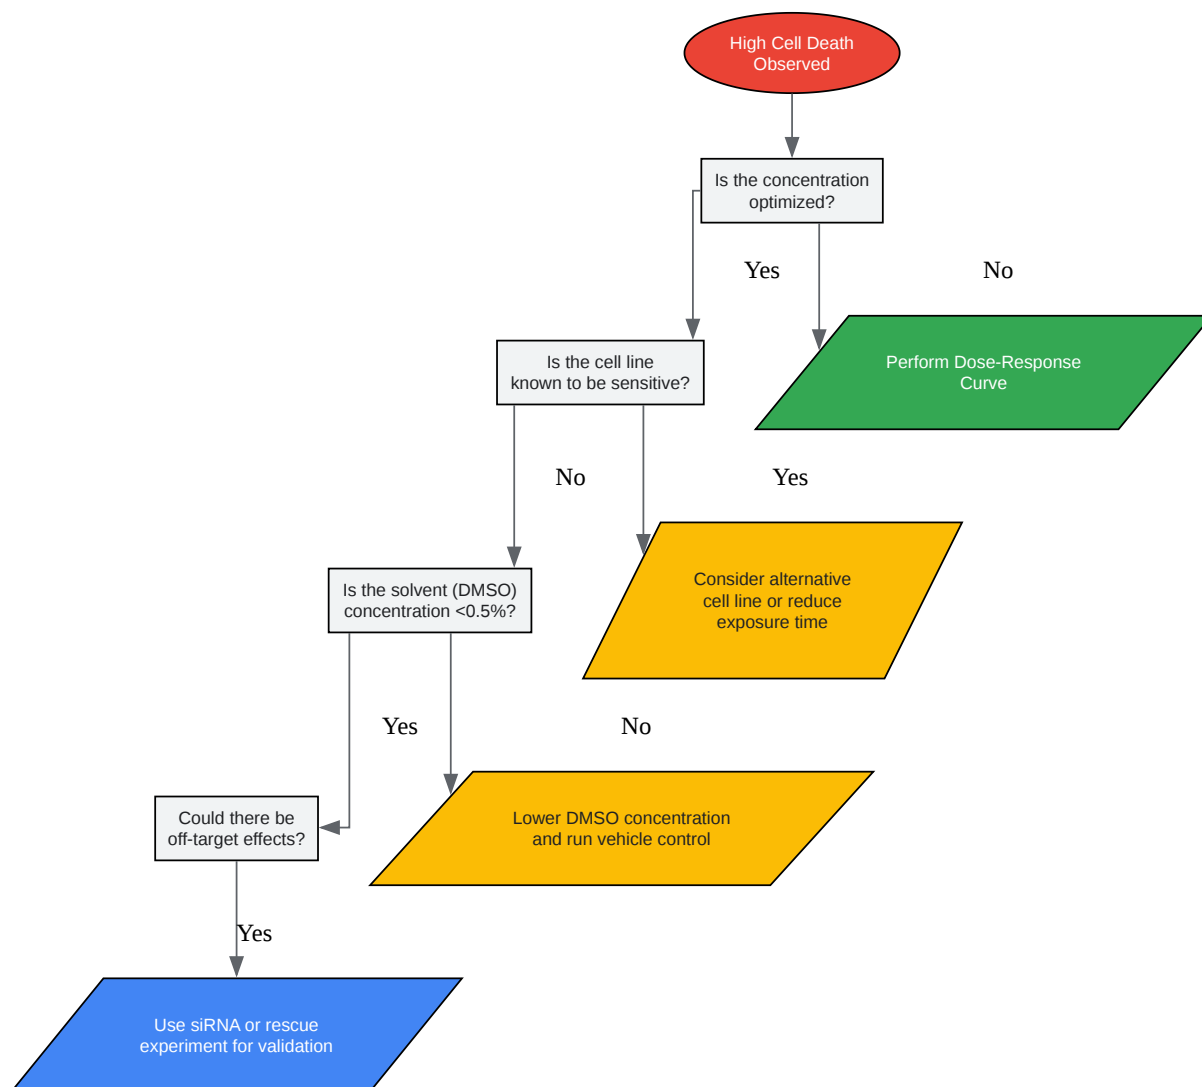 High Cell Death
Observed
Is the concentration
optimized?
Yes
No
Perform Dose-Response
Curve
Is the cell line
known to be sensitive?
No
Yes
Consider alternative
cell line or reduce
exposure time
Is the solvent (DMSO)
concentration <0.5%?
Yes
No
Lower DMSO concentration
and run vehicle control
Could there be
off-target effects?
Yes
Use siRNA or rescue
experiment for validation